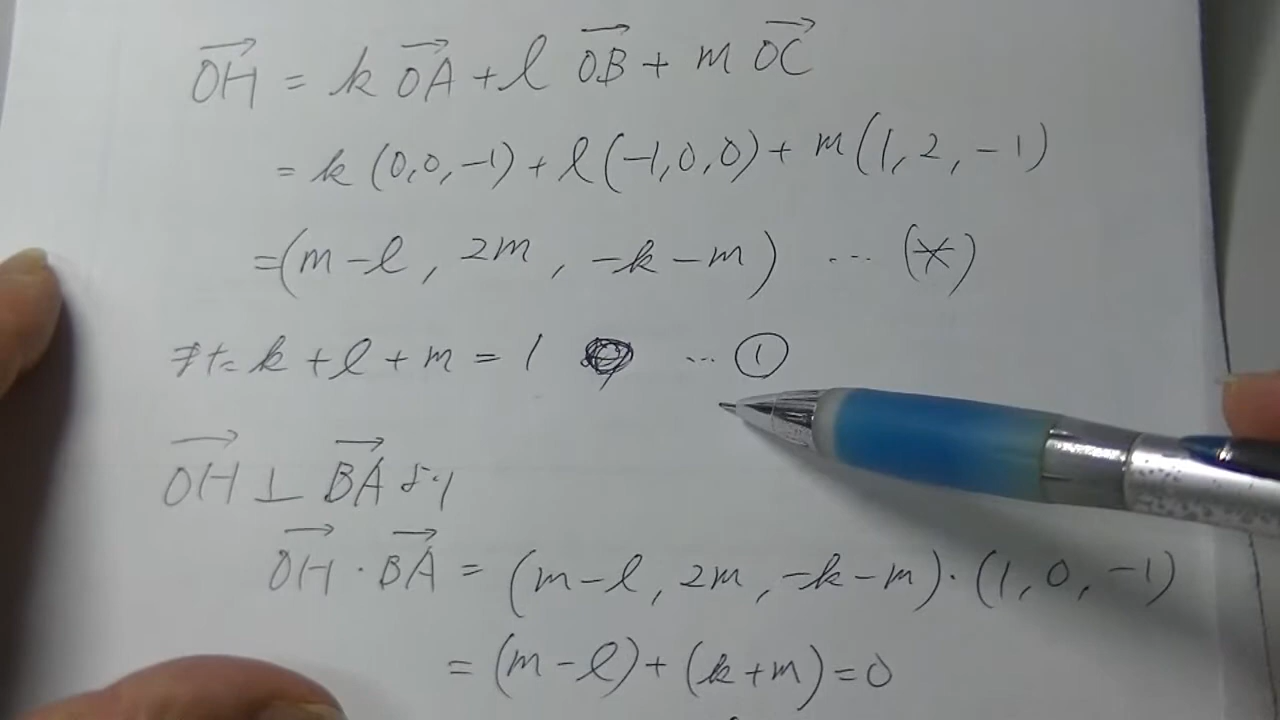 →OH = k →OA + l →OB + m →OC
= k (0,0,-1) + l (-1,0,0) + m (1, 2, -1)
= (m-l, 2m, -k-m) … (*)
また k + l + m = 1 … ①
→OH ⊥ →BA より
→OH · →BA = (m-l, 2m, -k-m)·(1, 0, -1)
= (m-l) + (k+m) = 0